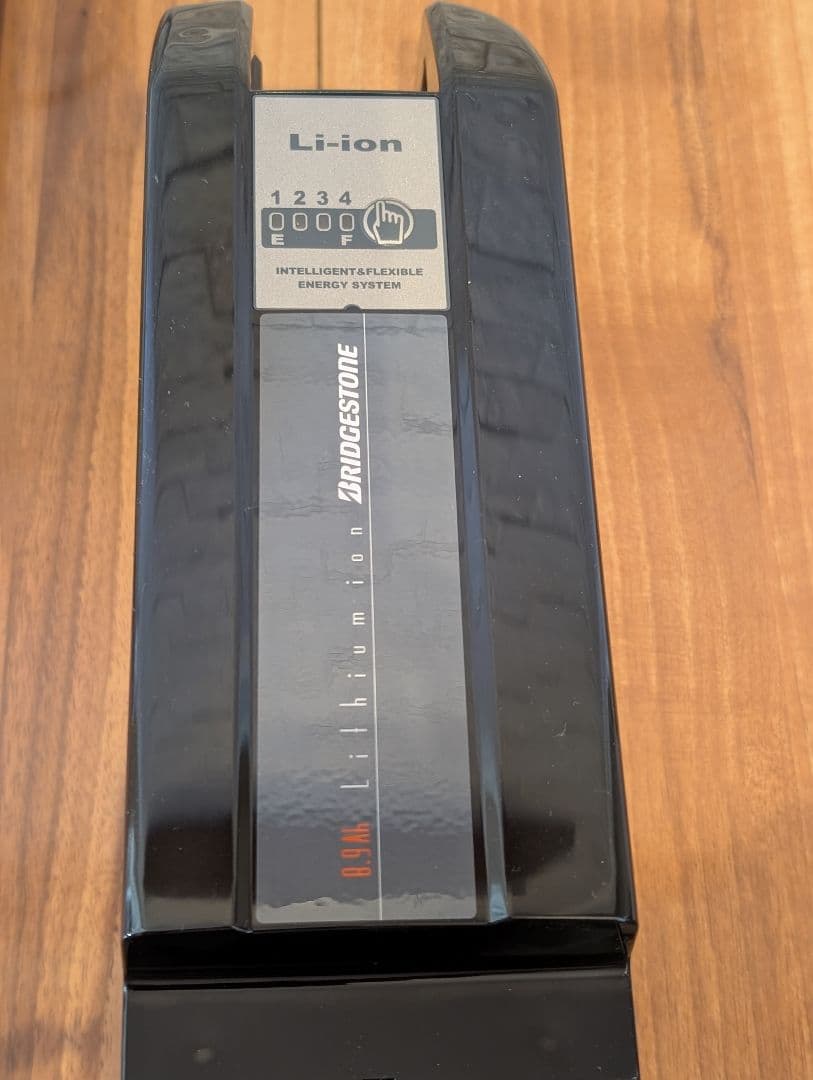 Li-ion
1 2 3 4
E F
INTELLIGENT&FLEXIBLE
ENERGY SYSTEM
8.9Ah Lithium ion BRIDGESTONE